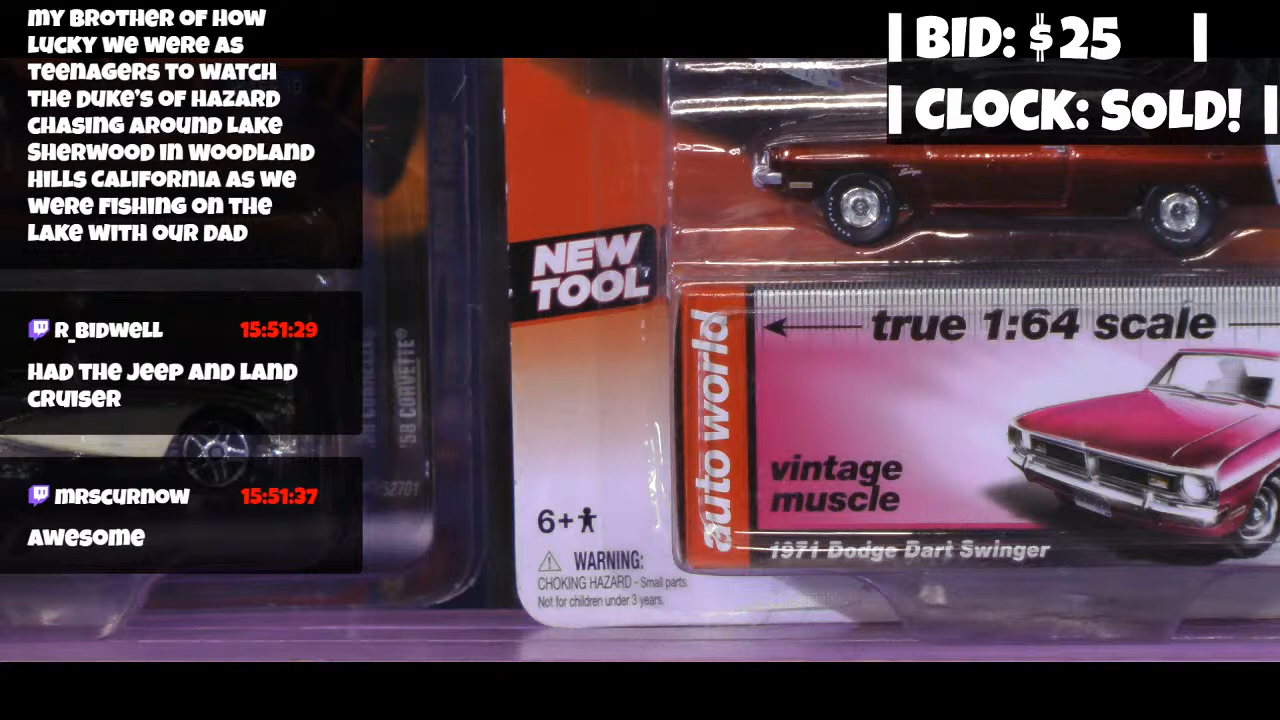 MY BROTHER OF HOW
LUCKY WE WERE AS
TEENAGERS TO WATCH
THE DUKE'S OF HAZARD
CHASING AROUND LAKE
SHERWOOD IN WOODLAND
HILLS CALIFORNIA AS WE
WERE FISHING ON THE
LAKE WITH OUR DAD
R_BIDWELL 15:51:29
HAD THE JEEP AND LAND
CRUISER
MRSCURNOW 15:51:37
AWESOME
| BID: $25 |
| CLOCK: SOLD! |
'58 CORVETTE®
NEW
TOOL
6+
WARNING:
CHOKING HAZARD - Small parts.
Not for children under 3 years.
auto world
true 1:64 scale
vintage
muscle
1971 Dodge Dart Swinger